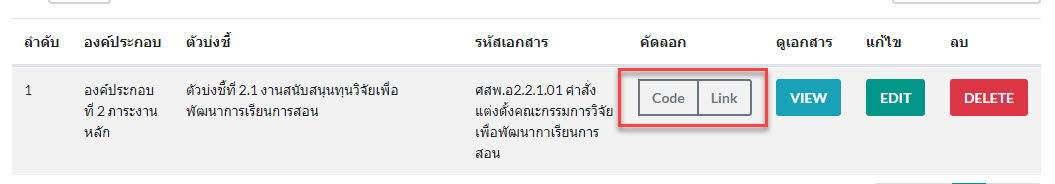 ลำดับ องค์ประกอบ ตัวบ่งชี้ รหัสเอกสาร คัดลอก ดูเอกสาร แก้ไข ลบ
1 องค์ประกอบ ตัวบ่งชี้ที่ 2.1 งานสนับสนุนทุนวิจัยเพื่อ ศสพ.อ2.2.1.01 คำสั่ง Code Link VIEW EDIT DELETE
ที่ 2 ภาระงาน พัฒนาการเรียนการสอน แต่งตั้งคณะกรรมการวิจัย
หลัก เพื่อพัฒนากาเรียนการ
สอน